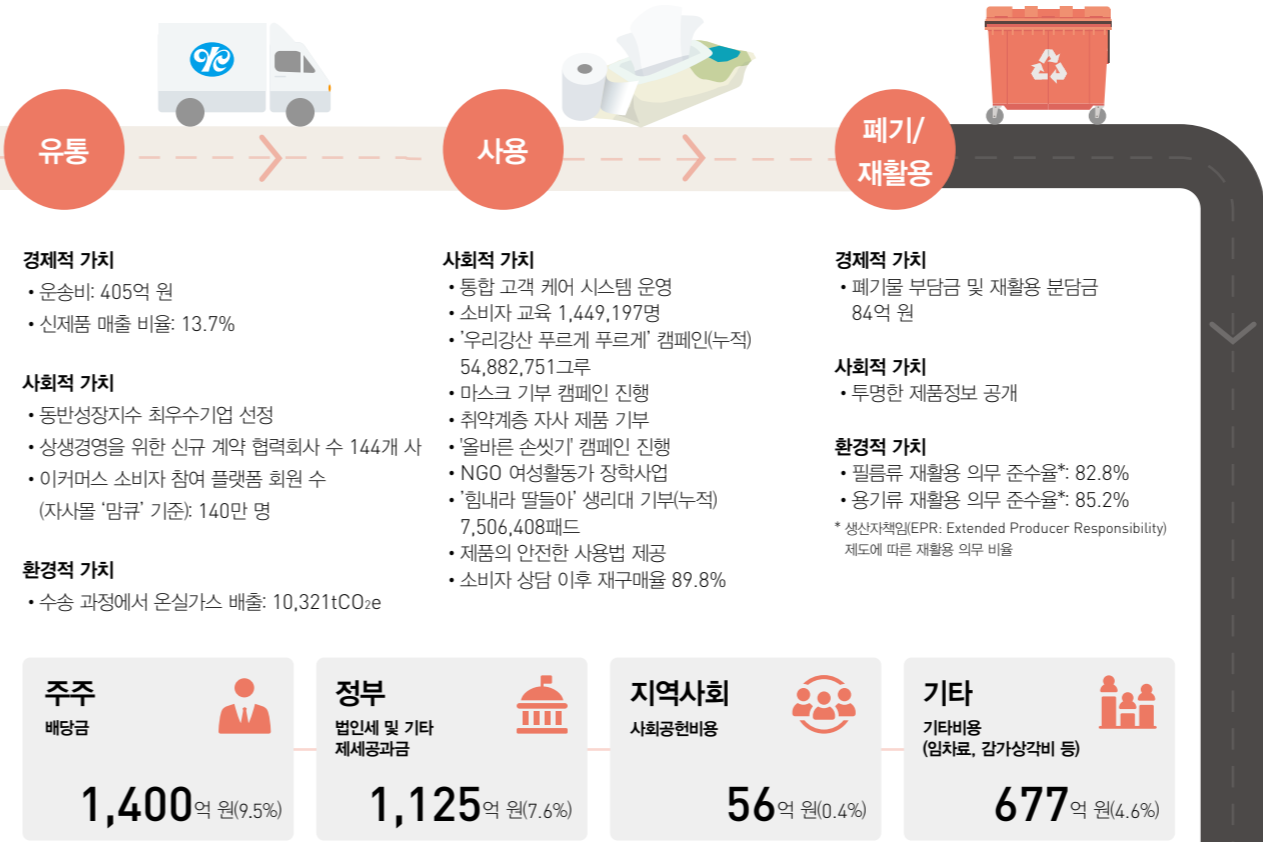 유통
사용
폐기/
재활용
경제적 가치
• 운송비: 405억 원
• 신제품 매출 비율: 13.7%
사회적 가치
• 동반성장지수 최우수기업 선정
• 상생경영을 위한 신규 계약 협력회사 수 144개 사
• 이커머스 소비자 참여 플랫폼 회원 수
(자사몰 ‘맘큐’ 기준): 140만 명
환경적 가치
• 수송 과정에서 온실가스 배출: 10,321tCO₂e
사회적 가치
• 통합 고객 케어 시스템 운영
• 소비자 교육 1,449,197명
• ’우리강산 푸르게 푸르게’ 캠페인(누적)
54,882,751그루
• 마스크 기부 캠페인 진행
• 취약계층 자사 제품 기부
• '올바른 손씻기' 캠페인 진행
• NGO 여성활동가 장학사업
• ’힘내라 딸들아’ 생리대 기부(누적)
7,506,408패드
• 제품의 안전한 사용법 제공
• 소비자 상담 이후 재구매율 89.8%
경제적 가치
• 폐기물 부담금 및 재활용 분담금
84억 원
사회적 가치
• 투명한 제품정보 공개
환경적 가치
• 필름류 재활용 의무 준수율*: 82.8%
• 용기류 재활용 의무 준수율*: 85.2%
* 생산자책임(EPR: Extended Producer Responsibility)
제도에 따른 재활용 의무 비율
주주
배당금
1,400억 원(9.5%)
정부
법인세 및 기타
제세공과금
1,125억 원(7.6%)
지역사회
사회공헌비용
56억 원(0.4%)
기타
기타비용
(임차료, 감가상각비 등)
677억 원(4.6%)